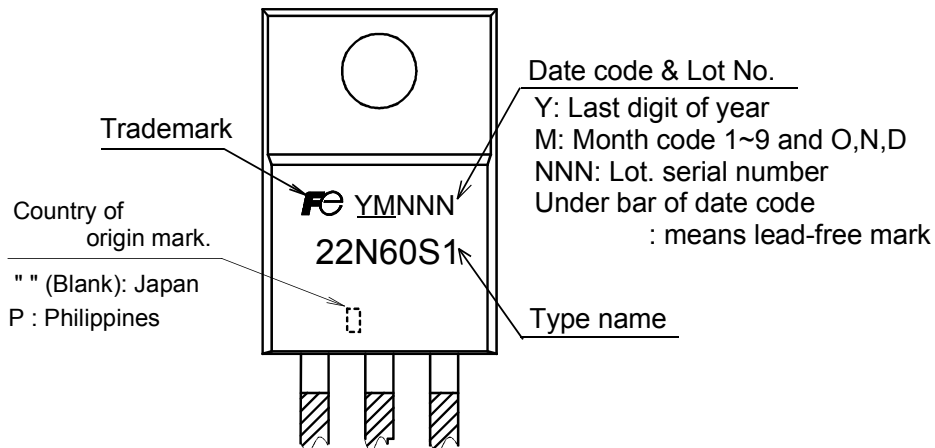 Date code & Lot No.
Y: Last digit of year
M: Month code 1~9 and O,N,D
NNN: Lot. serial number
Under bar of date code
: means lead-free mark
Trademark
Fe YMNNN
22N60S1
Country of
origin mark.
" " (Blank): Japan
P : Philippines
Type name